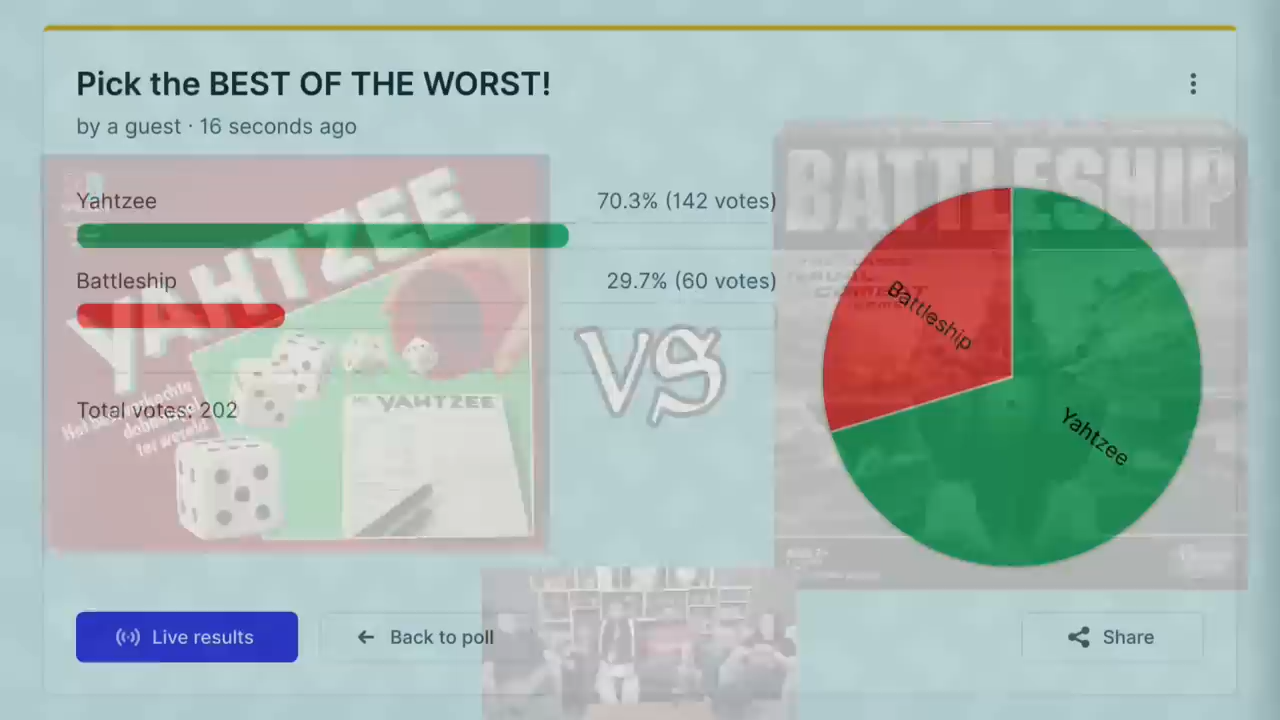 Pick the BEST OF THE WORST!
by a guest · 16 seconds ago
Yahtzee
70.3% (142 votes)
Battleship
29.7% (60 votes)
Total votes: 202
YAHTZEE
YAHTZEE
VS
BATTLESHIP
Battleship
Yahtzee
Live results
Back to poll
Share